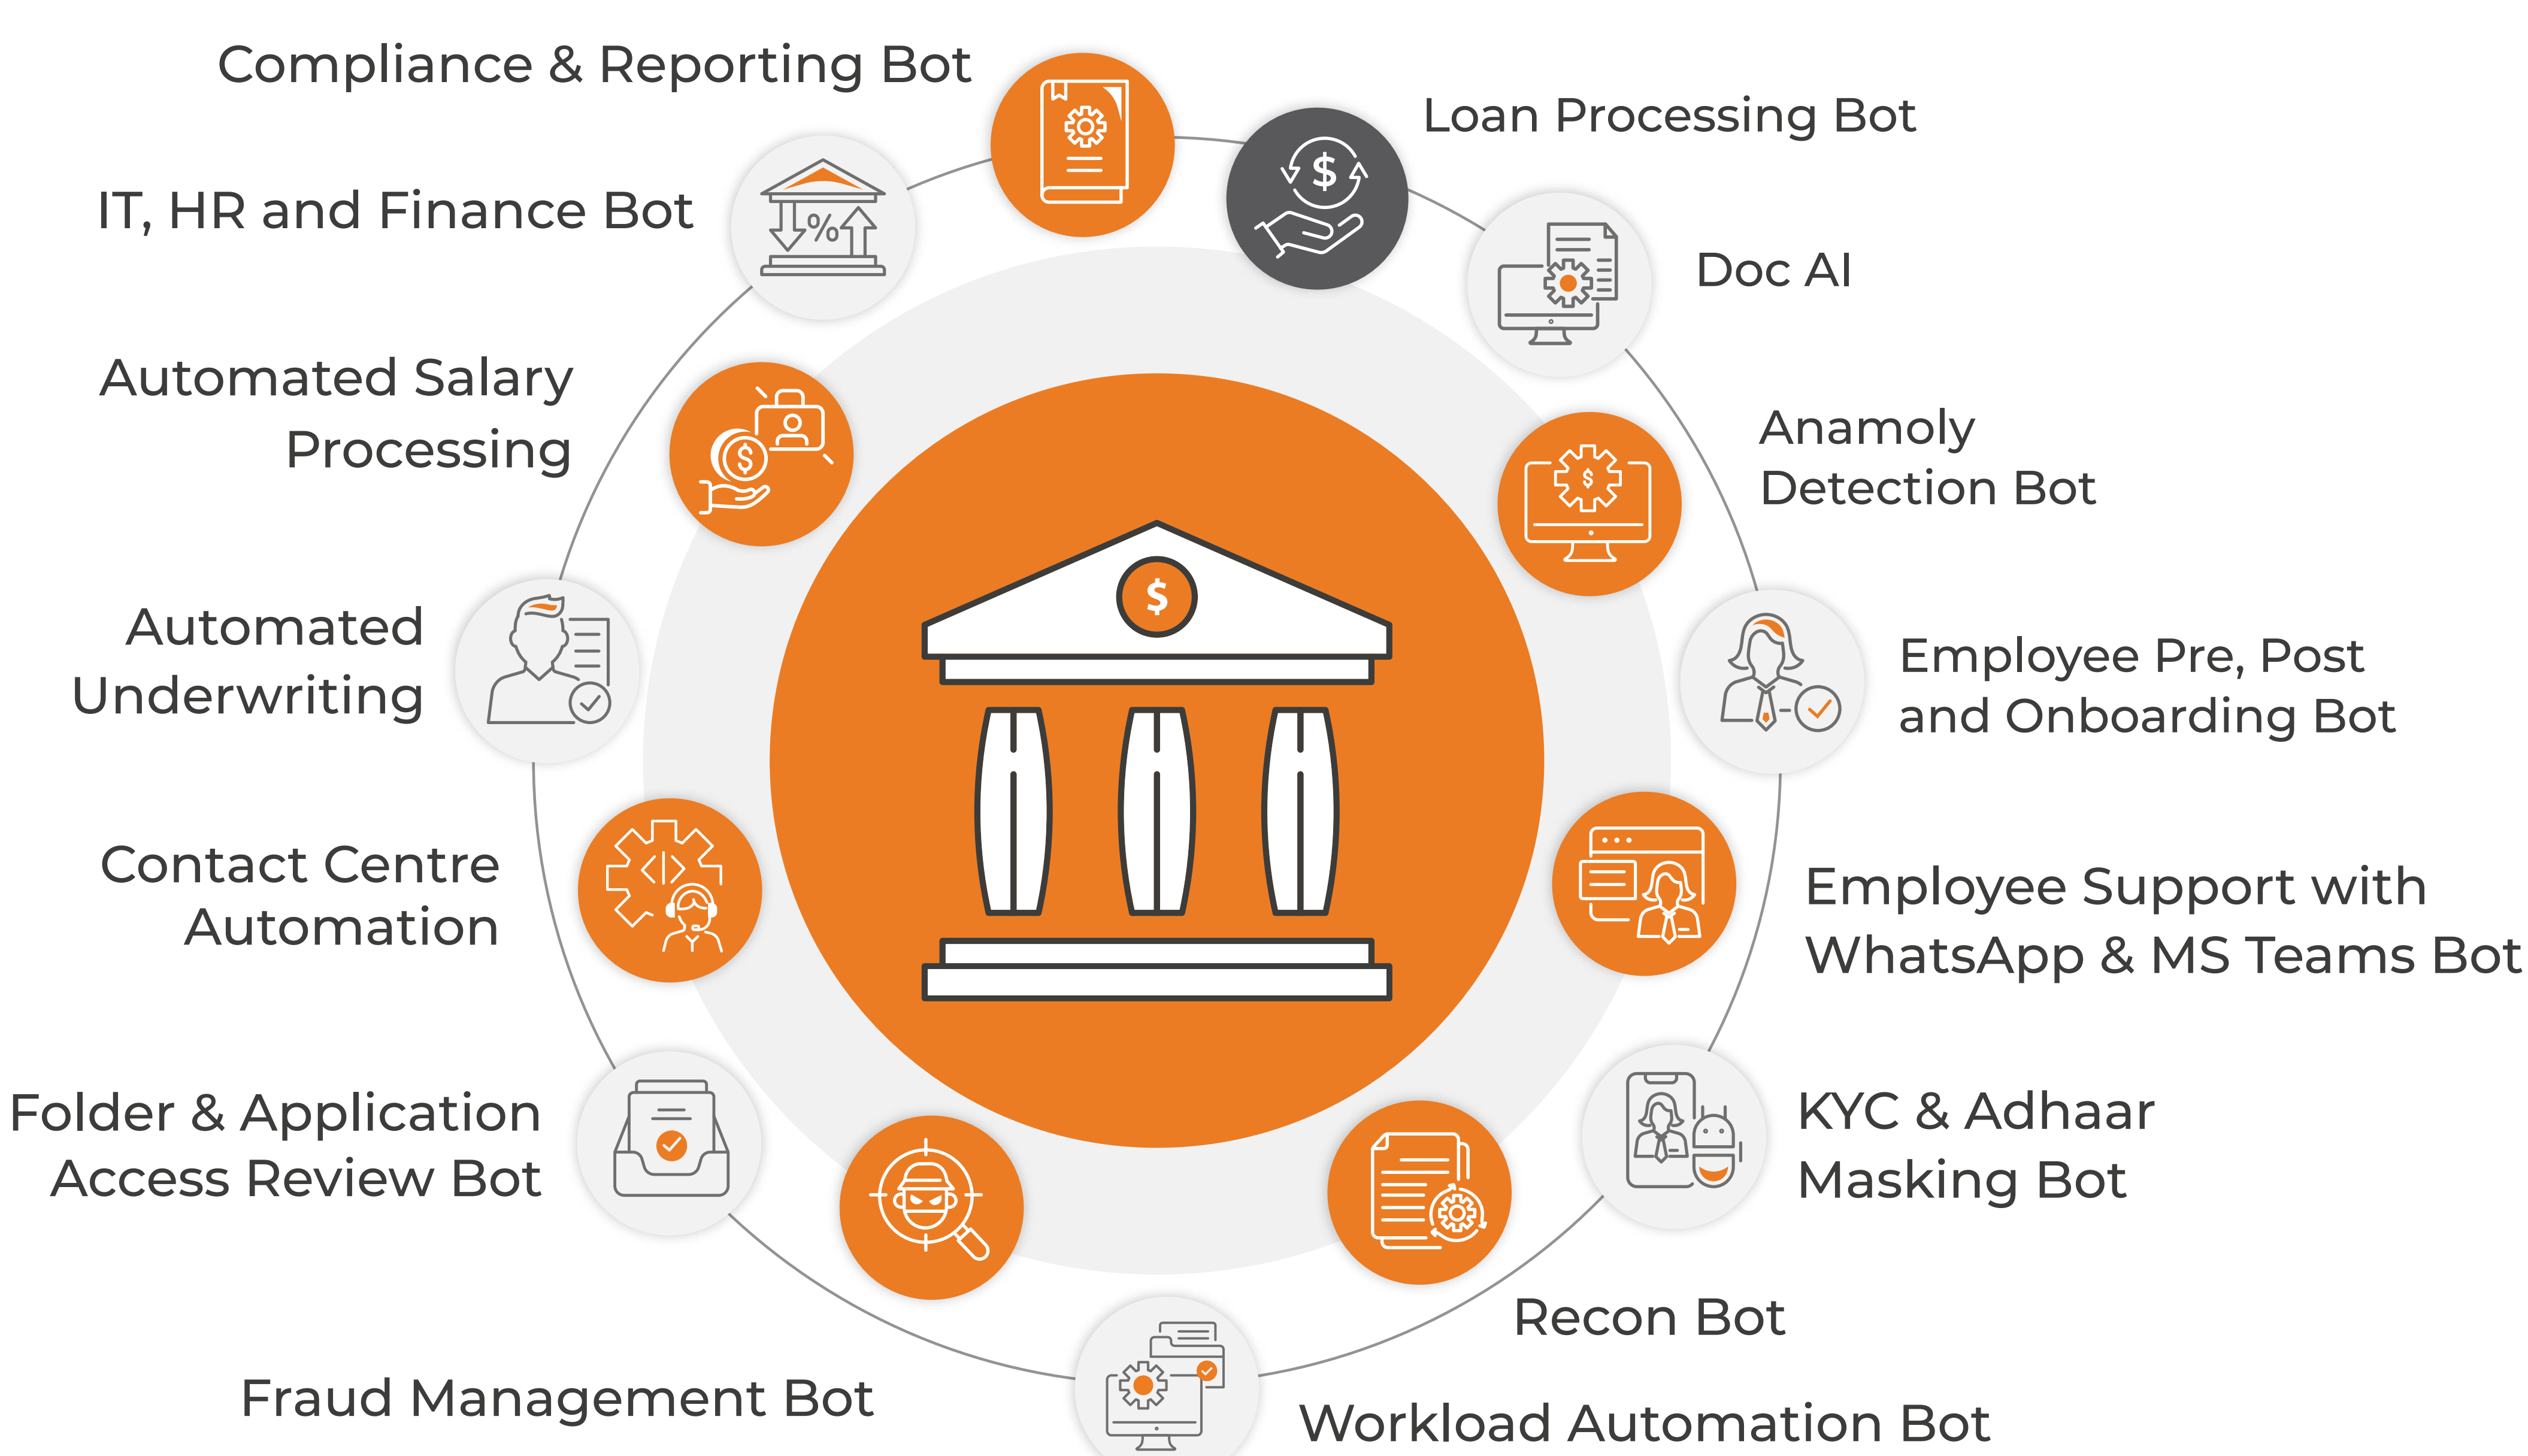 Compliance & Reporting Bot
Loan Processing Bot
IT, HR and Finance Bot
Doc AI
Automated Salary
Processing
Anamoly
Detection Bot
Automated
Underwriting
Employee Pre, Post
and Onboarding Bot
Contact Centre
Automation
Employee Support with
WhatsApp & MS Teams Bot
Folder & Application
Access Review Bot
KYC & Adhaar
Masking Bot
Recon Bot
Fraud Management Bot
Workload Automation Bot